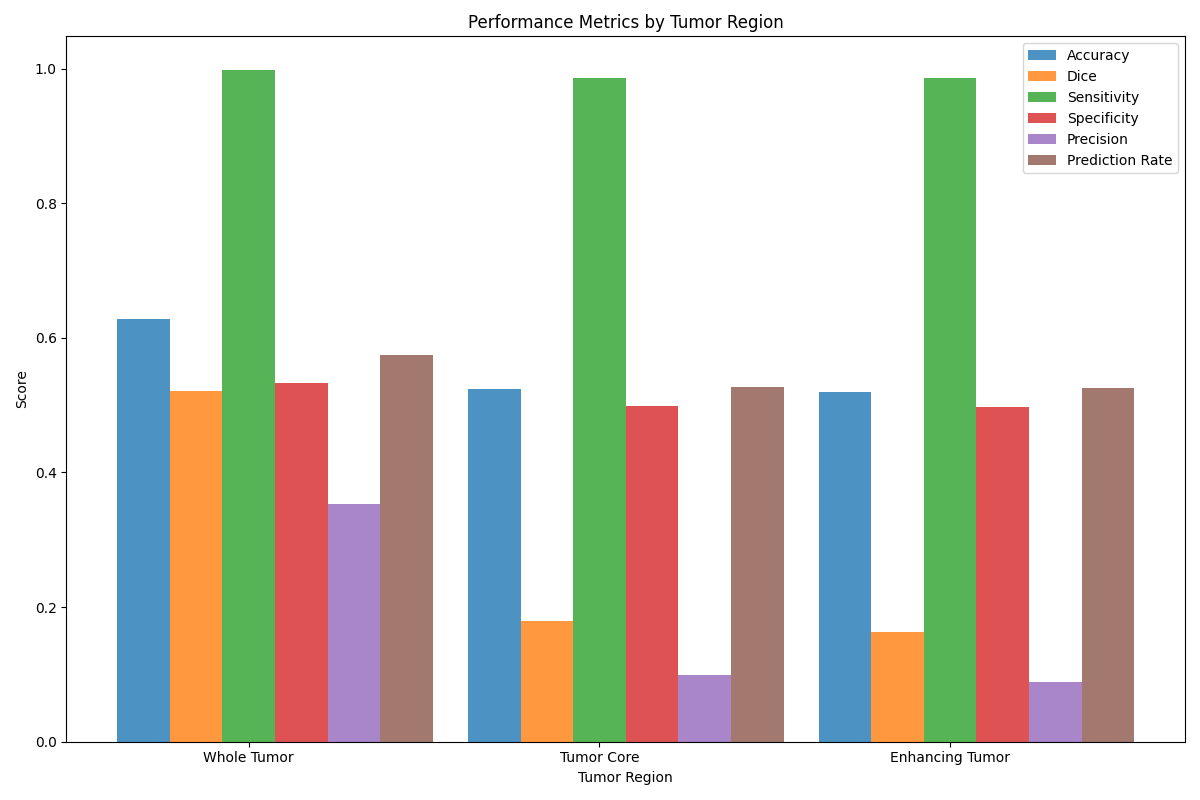 Performance Metrics by Tumor Region
Accuracy
Dice
Sensitivity
Specificity
Precision
Prediction Rate
Score
1.0
0.8
0.6
0.4
0.2
0.0
Whole Tumor
Tumor Core
Enhancing Tumor
Tumor Region